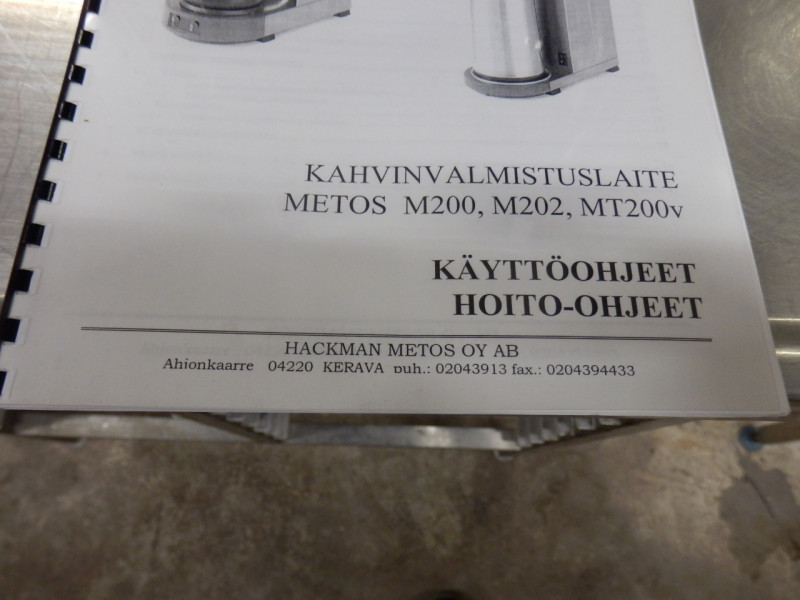 KAHVINVALMISTUSLAITE
METOS M200, M202, MT200v
KÄYTTÖOHJEET
HOITO-OHJEET
HACKMAN METOS OY AB
Ahionkaarre 04220 KERAVA puh.: 02043913 fax.: 0204394433